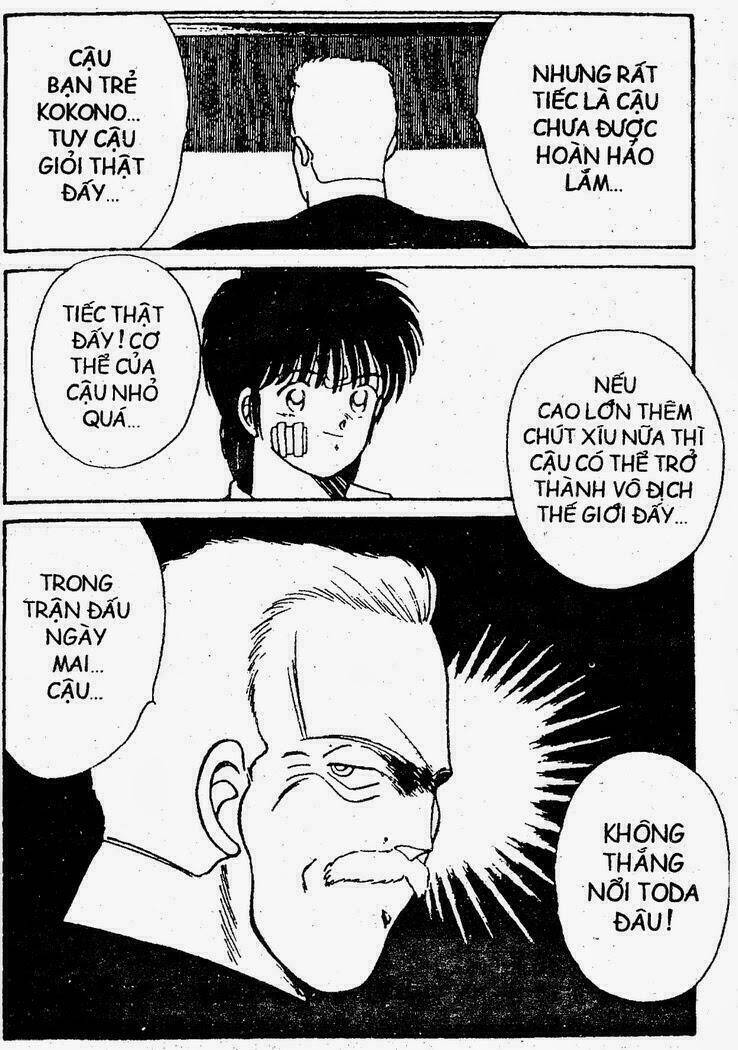 CẬU
BẠN TRẺ
KOKONO...
TUY CẬU
GIỎI THẬT
ĐẤY...
NHƯNG RẤT
TIẾC LÀ CẬU
CHƯA ĐƯỢC
HOÀN HẢO
LẮM...
TIẾC THẬT
ĐẤY! CƠ
THỂ CỦA
CẬU NHỎ
QUÁ...
NẾU
CAO LỚN THÊM
CHÚT XÍU NỮA THÌ
CẬU CÓ THỂ TRỞ
THÀNH VÔ ĐỊCH
THẾ GIỚI ĐẤY...
TRONG
TRẬN ĐẤU
NGÀY
MAI...
CẬU...
KHÔNG
THẮNG
NỔI TODA
ĐÂU!